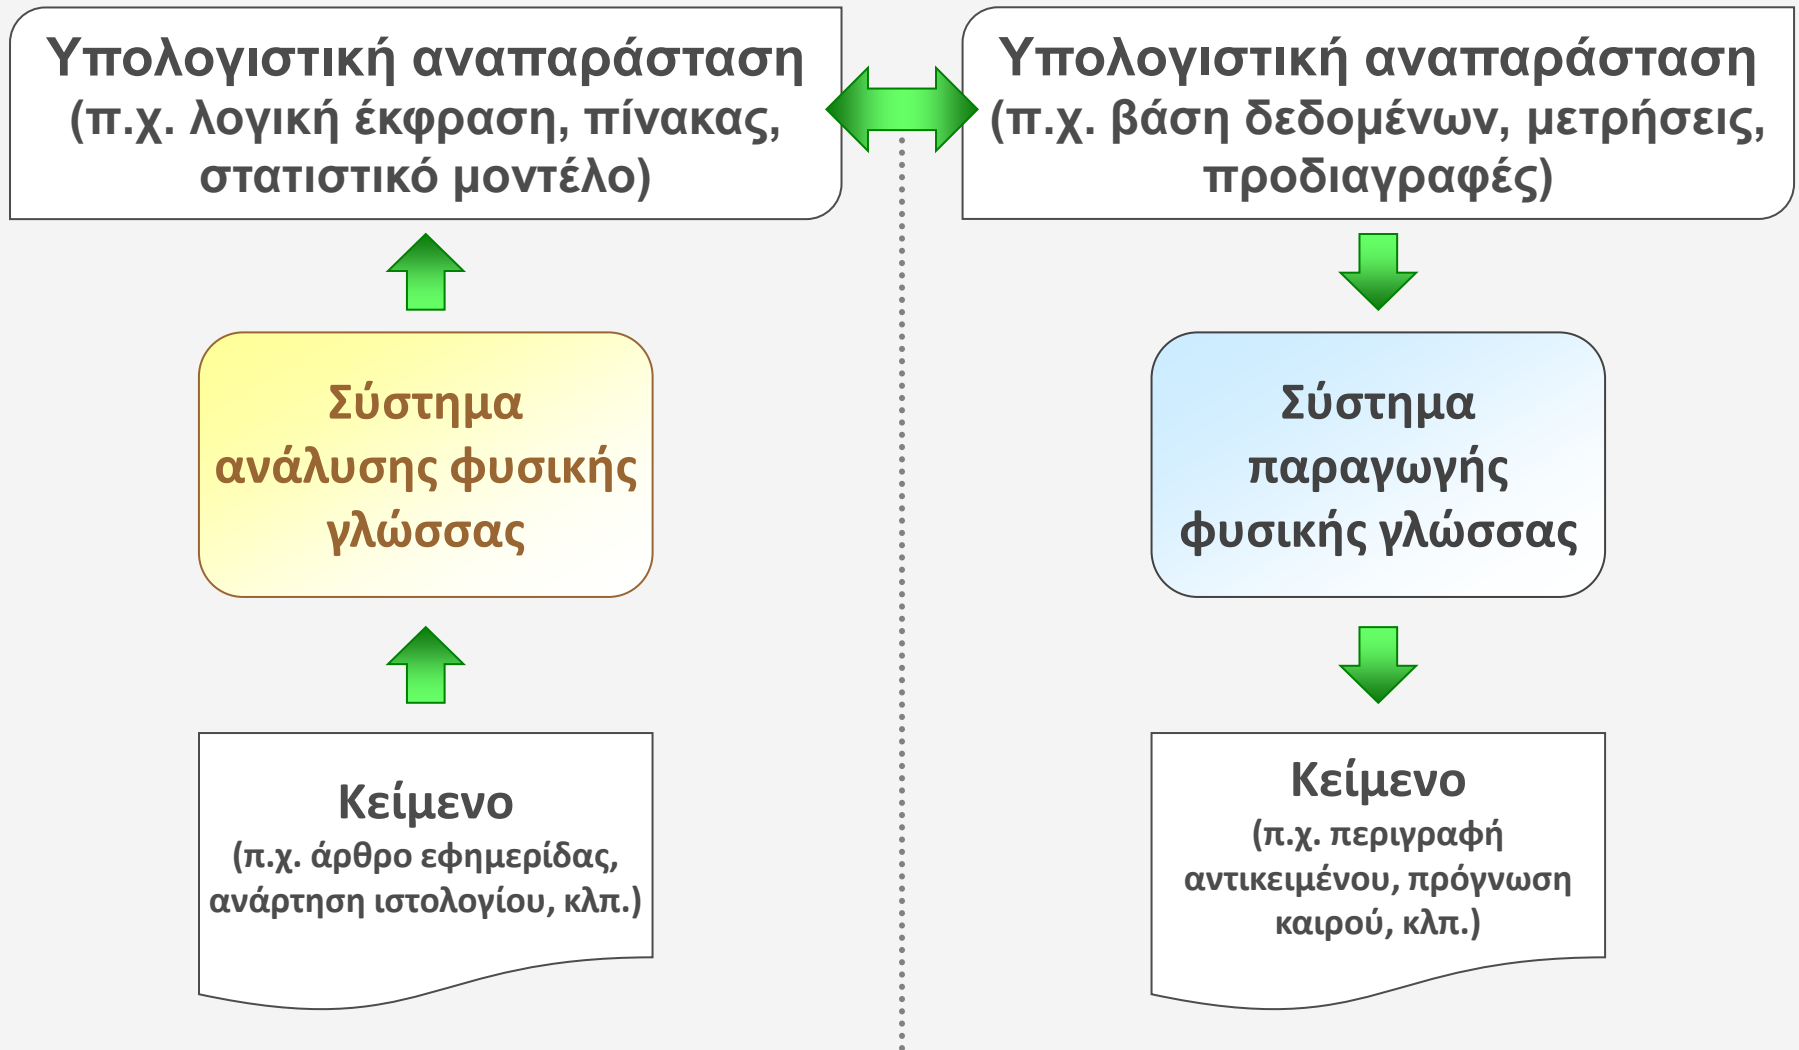 Υπολογιστική αναπαράσταση
(π.χ. λογική έκφραση, πίνακας,
στατιστικό μοντέλο)
Σύστημα
ανάλυσης φυσικής
γλώσσας
Κείμενο
(π.χ. άρθρο εφημερίδας,
ανάρτηση ιστολογίου, κλπ.)
Υπολογιστική αναπαράσταση
(π.χ. βάση δεδομένων, μετρήσεις,
προδιαγραφές)
Σύστημα
παραγωγής
φυσικής γλώσσας
Κείμενο
(π.χ. περιγραφή
αντικειμένου, πρόγνωση
καιρού, κλπ.)